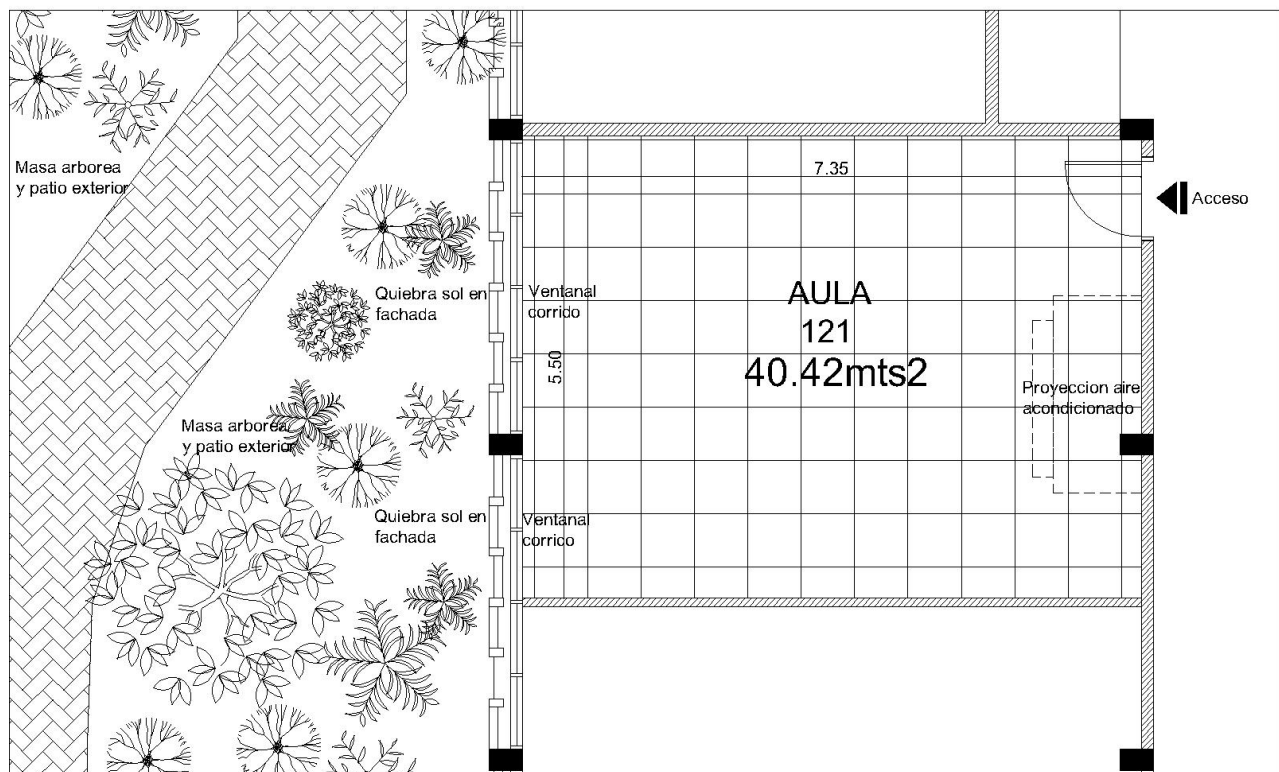 Masa arborea
y patio exterior
7.35
Acceso
Quiebra sol en
fachada
Ventanal
corrido
AULA
121
40.42mts2
5.50
Proyeccion aire
acondicionado
Masa arborea
y patio exterior
Quiebra sol en
fachada
Ventanal
corrico